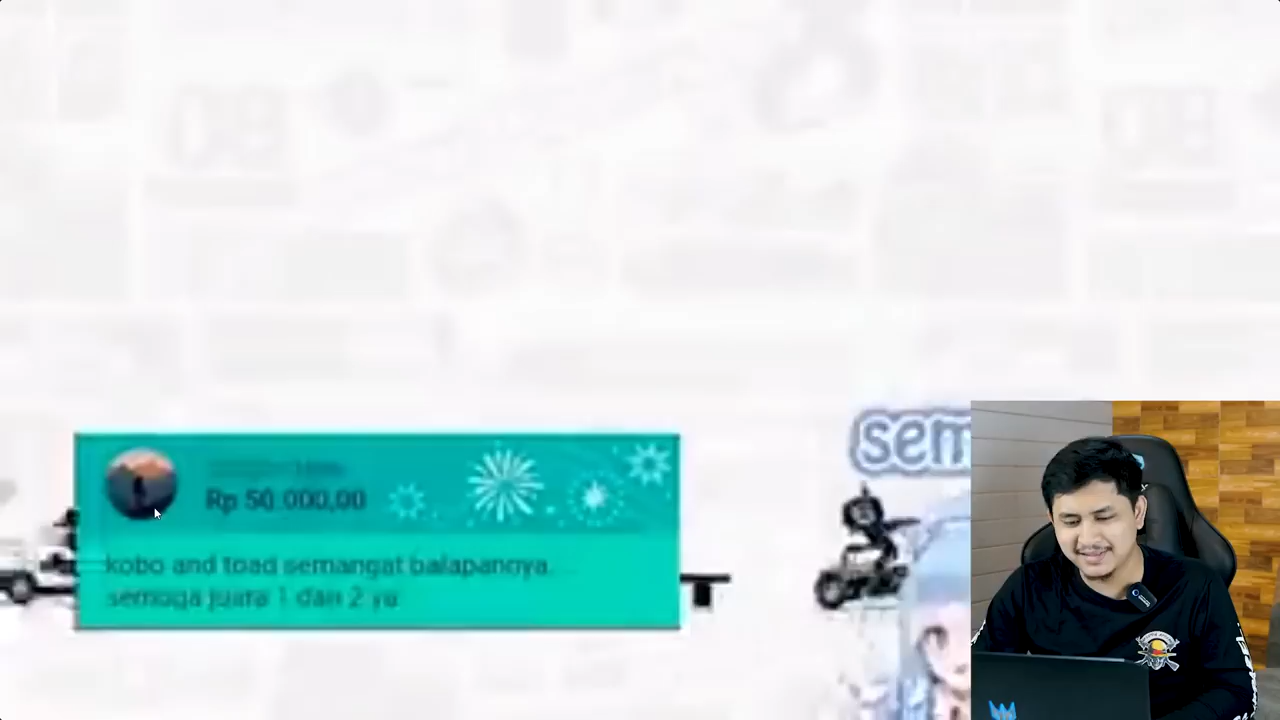 sem
Rp 50.000,00
kobo and toad semangat balapannya.
semoga juara 1 dan 2 ya